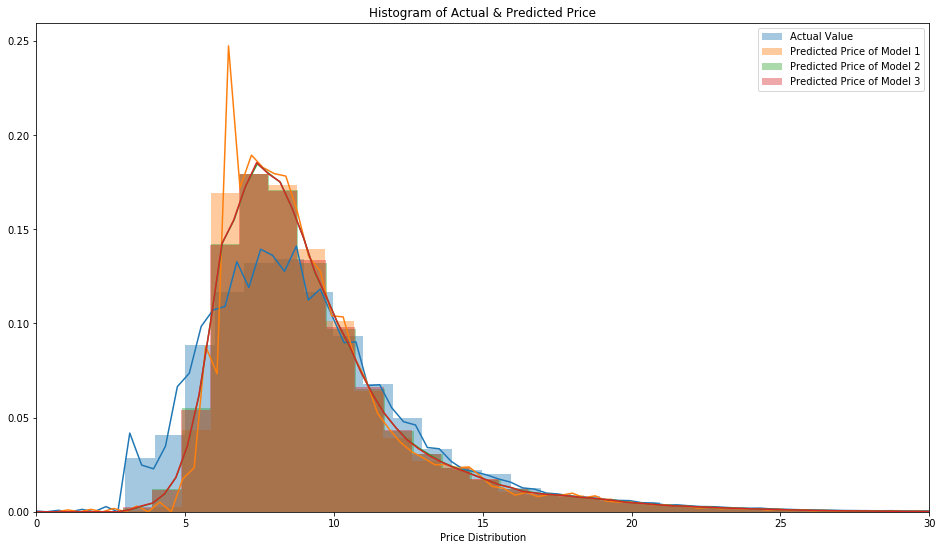 Histogram of Actual & Predicted Price
Actual Value
Predicted Price of Model 1
Predicted Price of Model 2
Predicted Price of Model 3
0.25
0.20
0.15
0.10
0.05
0.00
0 5 10 15 20 25 30
Price Distribution